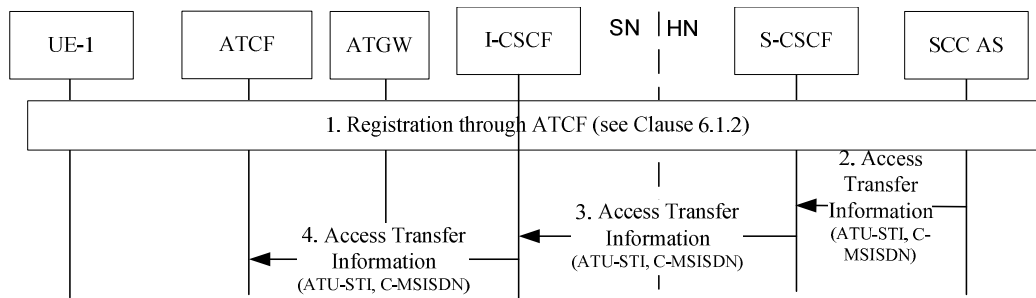 UE-1
ATCF
ATGW
I-CSCF
SN
HN
S-CSCF
SCC AS
1. Registration through ATCF (see Clause 6.1.2)
2. Access
Transfer
Information
(ATU-STI, C-
MSISDN)
3. Access Transfer
Information
(ATU-STI, C-MSISDN)
4. Access Transfer
Information
(ATU-STI, C-MSISDN)